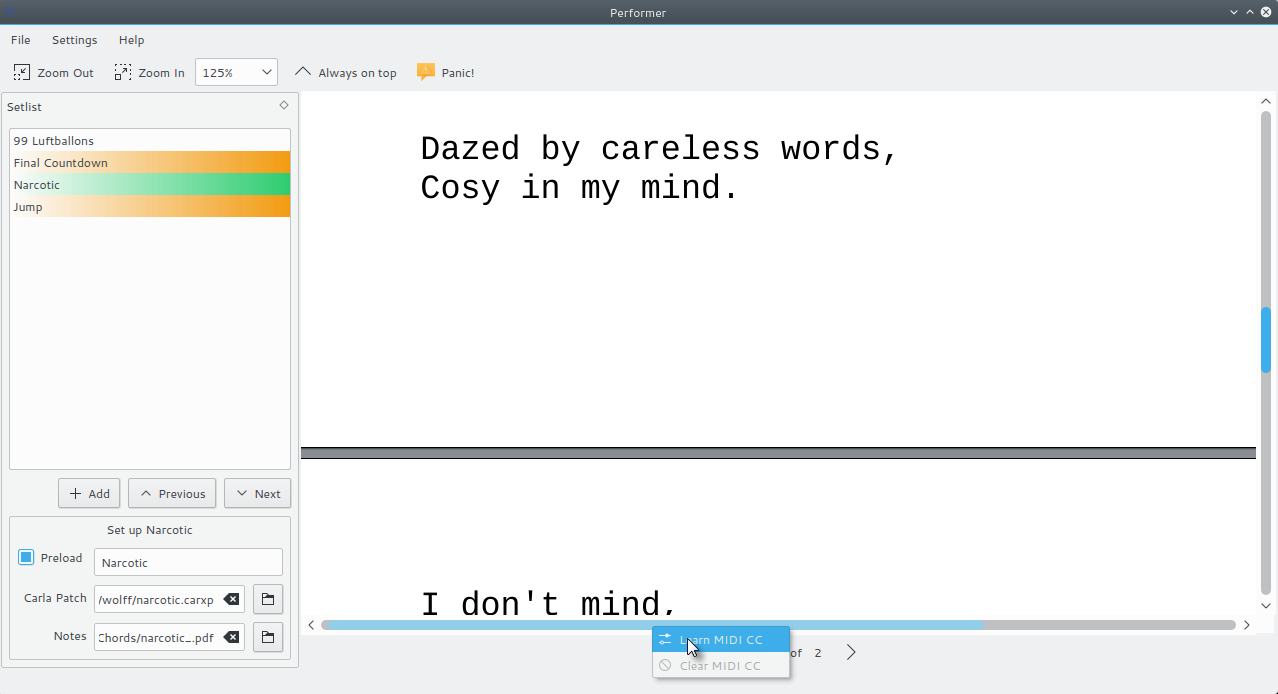 Performer
File Settings Help
Zoom Out Zoom In 125% Always on top Panic!
Setlist
99 Luftballons
Final Countdown
Narcotic
Jump
Add Previous Next
Set up Narcotic
Preload Narcotic
Carla Patch /wolff/narcotic.carxp
Notes Chords/narcotic_.pdf
Dazed by careless words,
Cosy in my mind.
I don't mind,
Learn MIDI CC
of 2
Clear MIDI CC